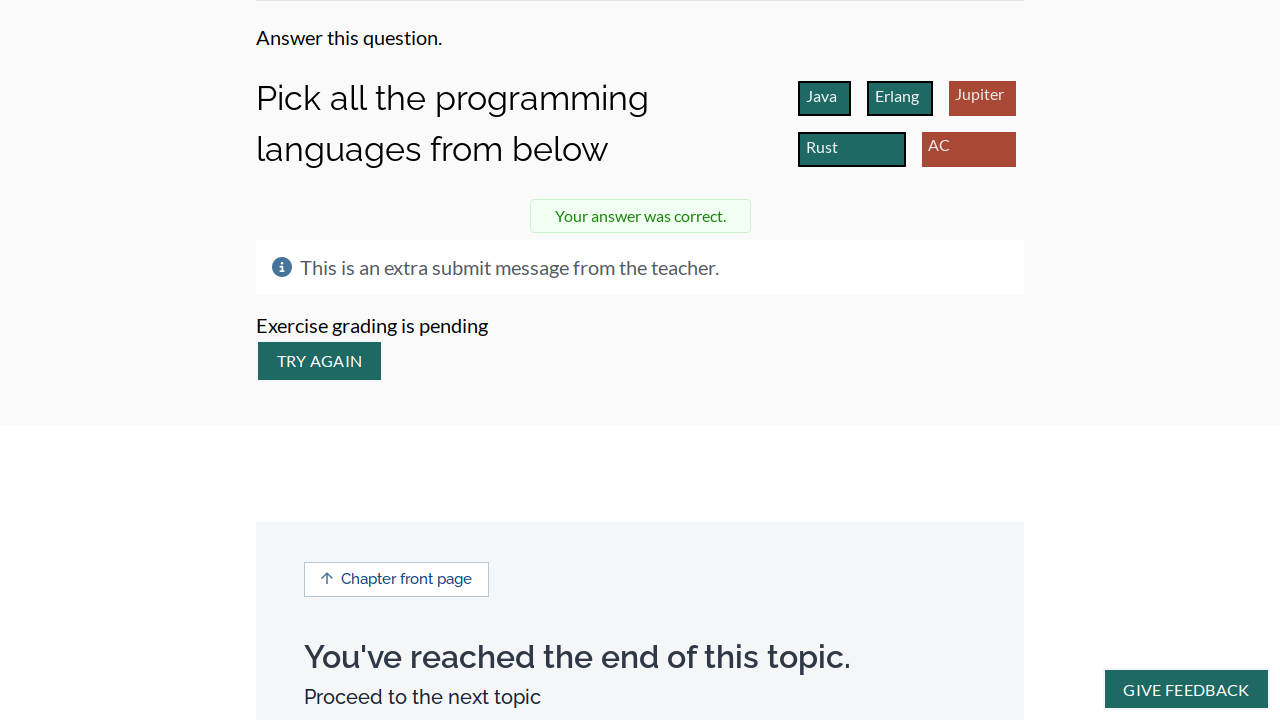 Answer this question.
Pick all the programming
languages from below
Java
Erlang
Jupiter
Rust
AC
Your answer was correct.
This is an extra submit message from the teacher.
Exercise grading is pending
TRY AGAIN
Chapter front page
You've reached the end of this topic.
Proceed to the next topic
GIVE FEEDBACK